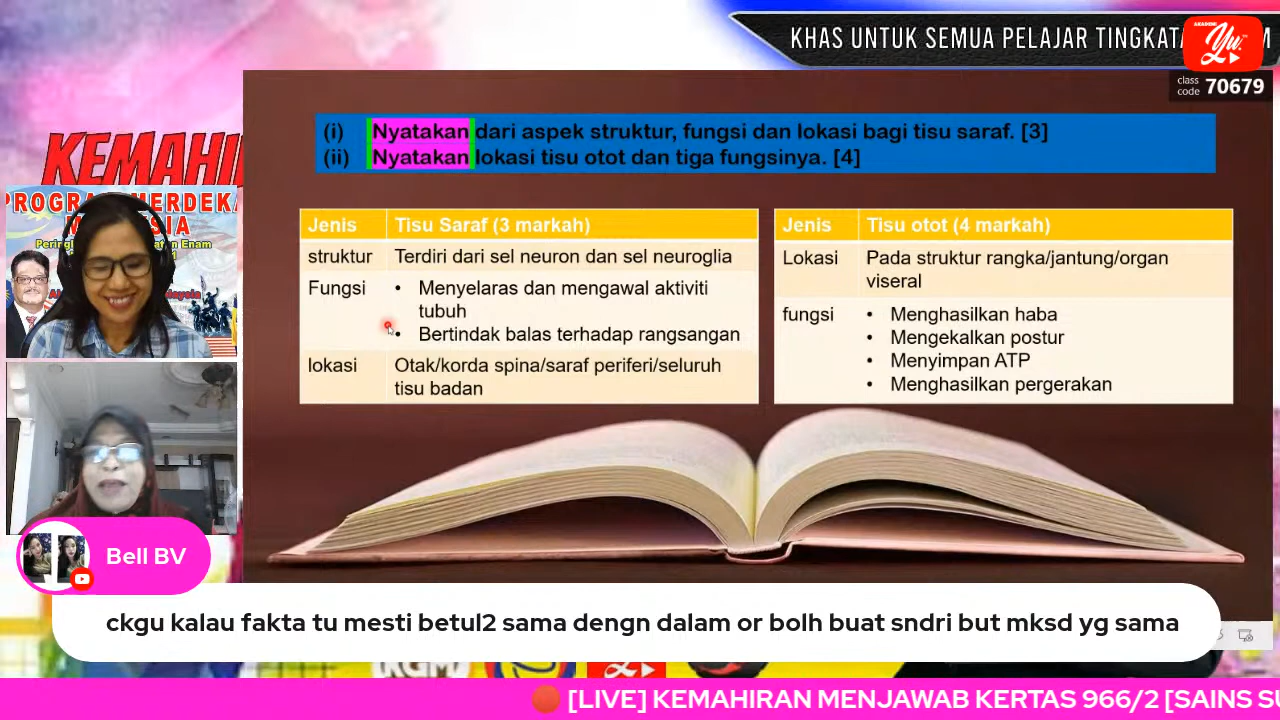 KHAS UNTUK SEMUA PELAJAR TINGKAT
AKADEMI
Yu.
class code 70679
(i) Nyatakan dari aspek struktur, fungsi dan lokasi bagi tisu saraf. [3]
(ii) Nyatakan lokasi tisu otot dan tiga fungsinya. [4]
KEMAHI
PROGRAM MERDEKA
Jenis Tisu Saraf (3 markah)
struktur Terdiri dari sel neuron dan sel neuroglia
Fungsi • Menyelaras dan mengawal aktiviti
tubuh
• Bertindak balas terhadap rangsangan
lokasi Otak/korda spina/saraf periferi/seluruh
tisu badan
Jenis Tisu otot (4 markah)
Lokasi Pada struktur rangka/jantung/organ
viseral
fungsi • Menghasilkan haba
• Mengekalkan postur
• Menyimpan ATP
• Menghasilkan pergerakan
Bell BV
ckgu kalau fakta tu mesti betul2 sama dengn dalam or bolh buat sndri but mksd yg sama
[LIVE] KEMAHIRAN MENJAWAB KERTAS 966/2 [SAINS SU